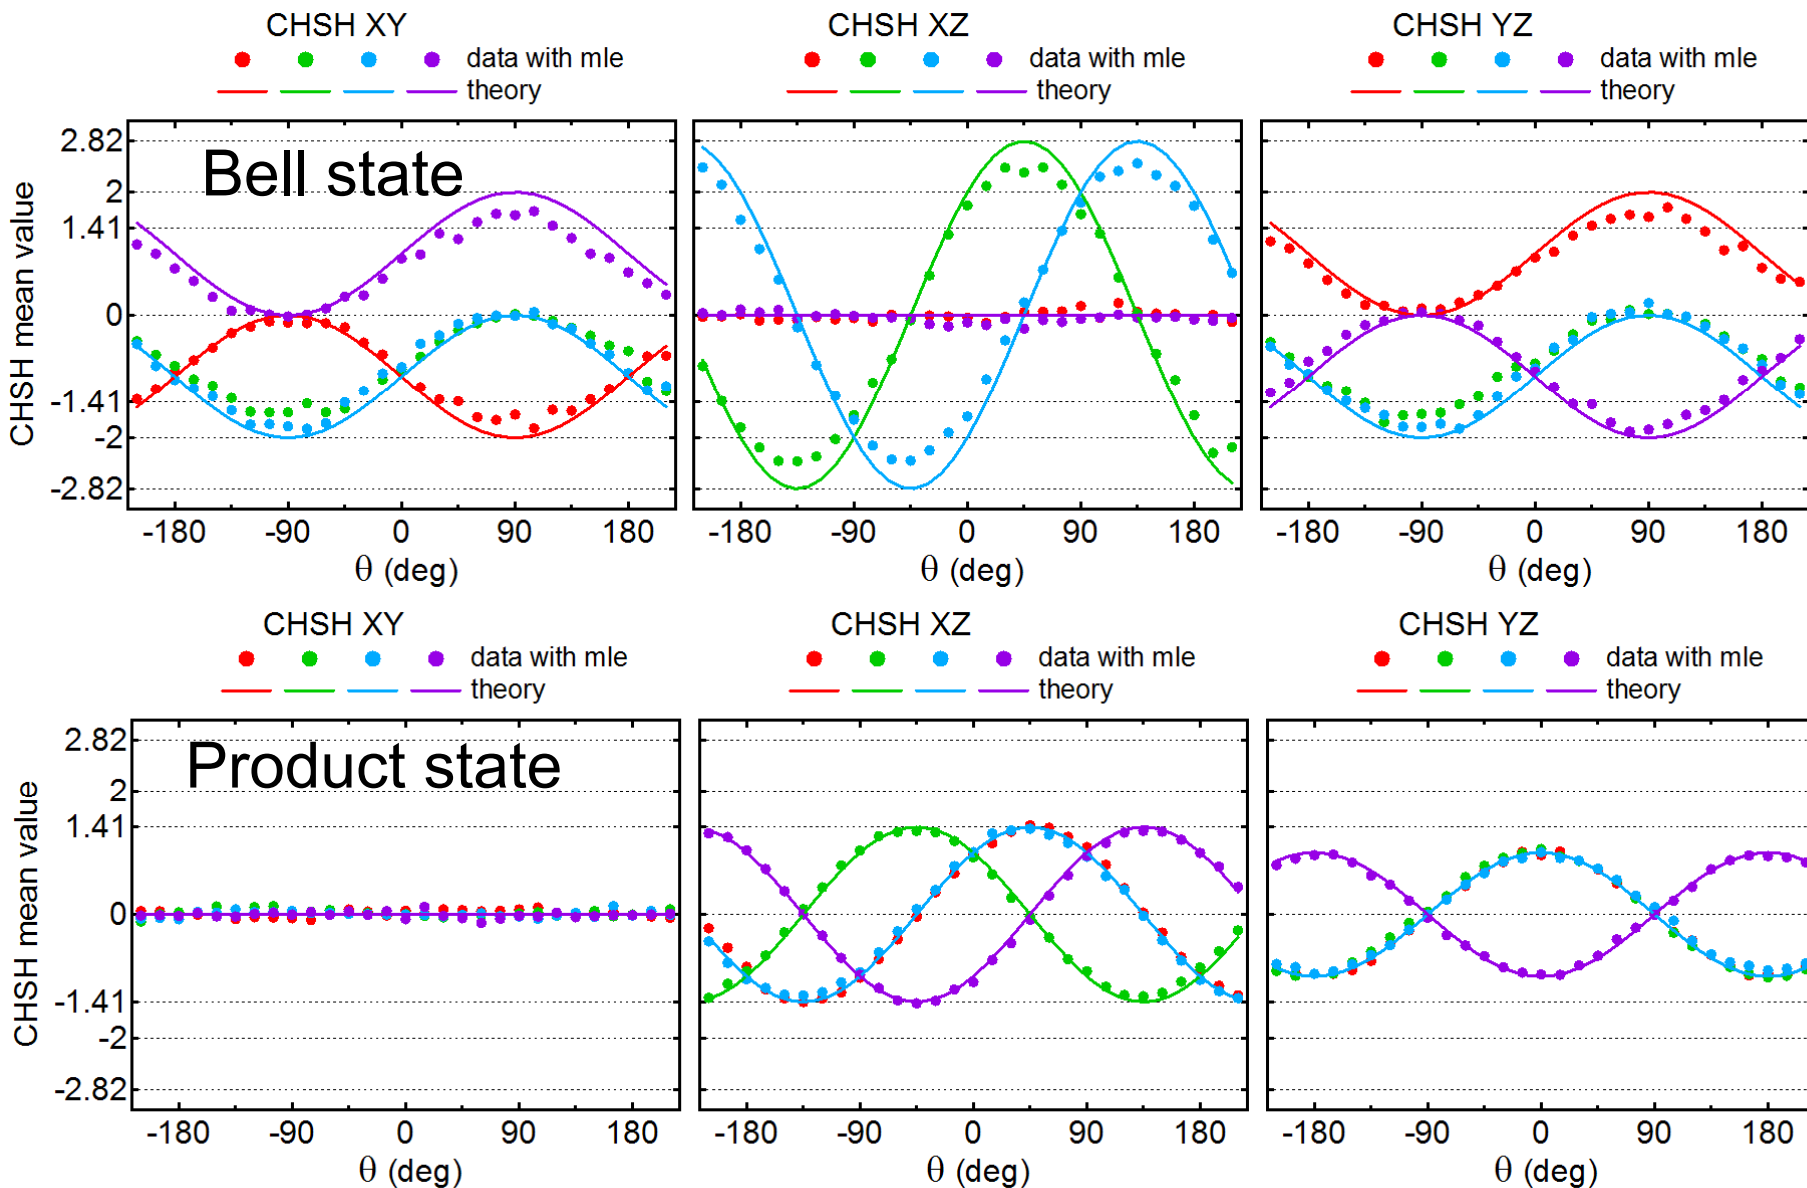 CHSH XY
data with mle
theory
CHSH XZ
data with mle
theory
CHSH YZ
data with mle
theory
Bell state
CHSH mean value
2.82
2
1.41
0
-1.41
-2
-2.82
-180 -90 0 90 180
θ (deg)
-180 -90 0 90 180
θ (deg)
-180 -90 0 90 180
θ (deg)
CHSH XY
data with mle
theory
CHSH XZ
data with mle
theory
CHSH YZ
data with mle
theory
Product state
CHSH mean value
2.82
2
1.41
0
-1.41
-2
-2.82
-180 -90 0 90 180
θ (deg)
-180 -90 0 90 180
θ (deg)
-180 -90 0 90 180
θ (deg)